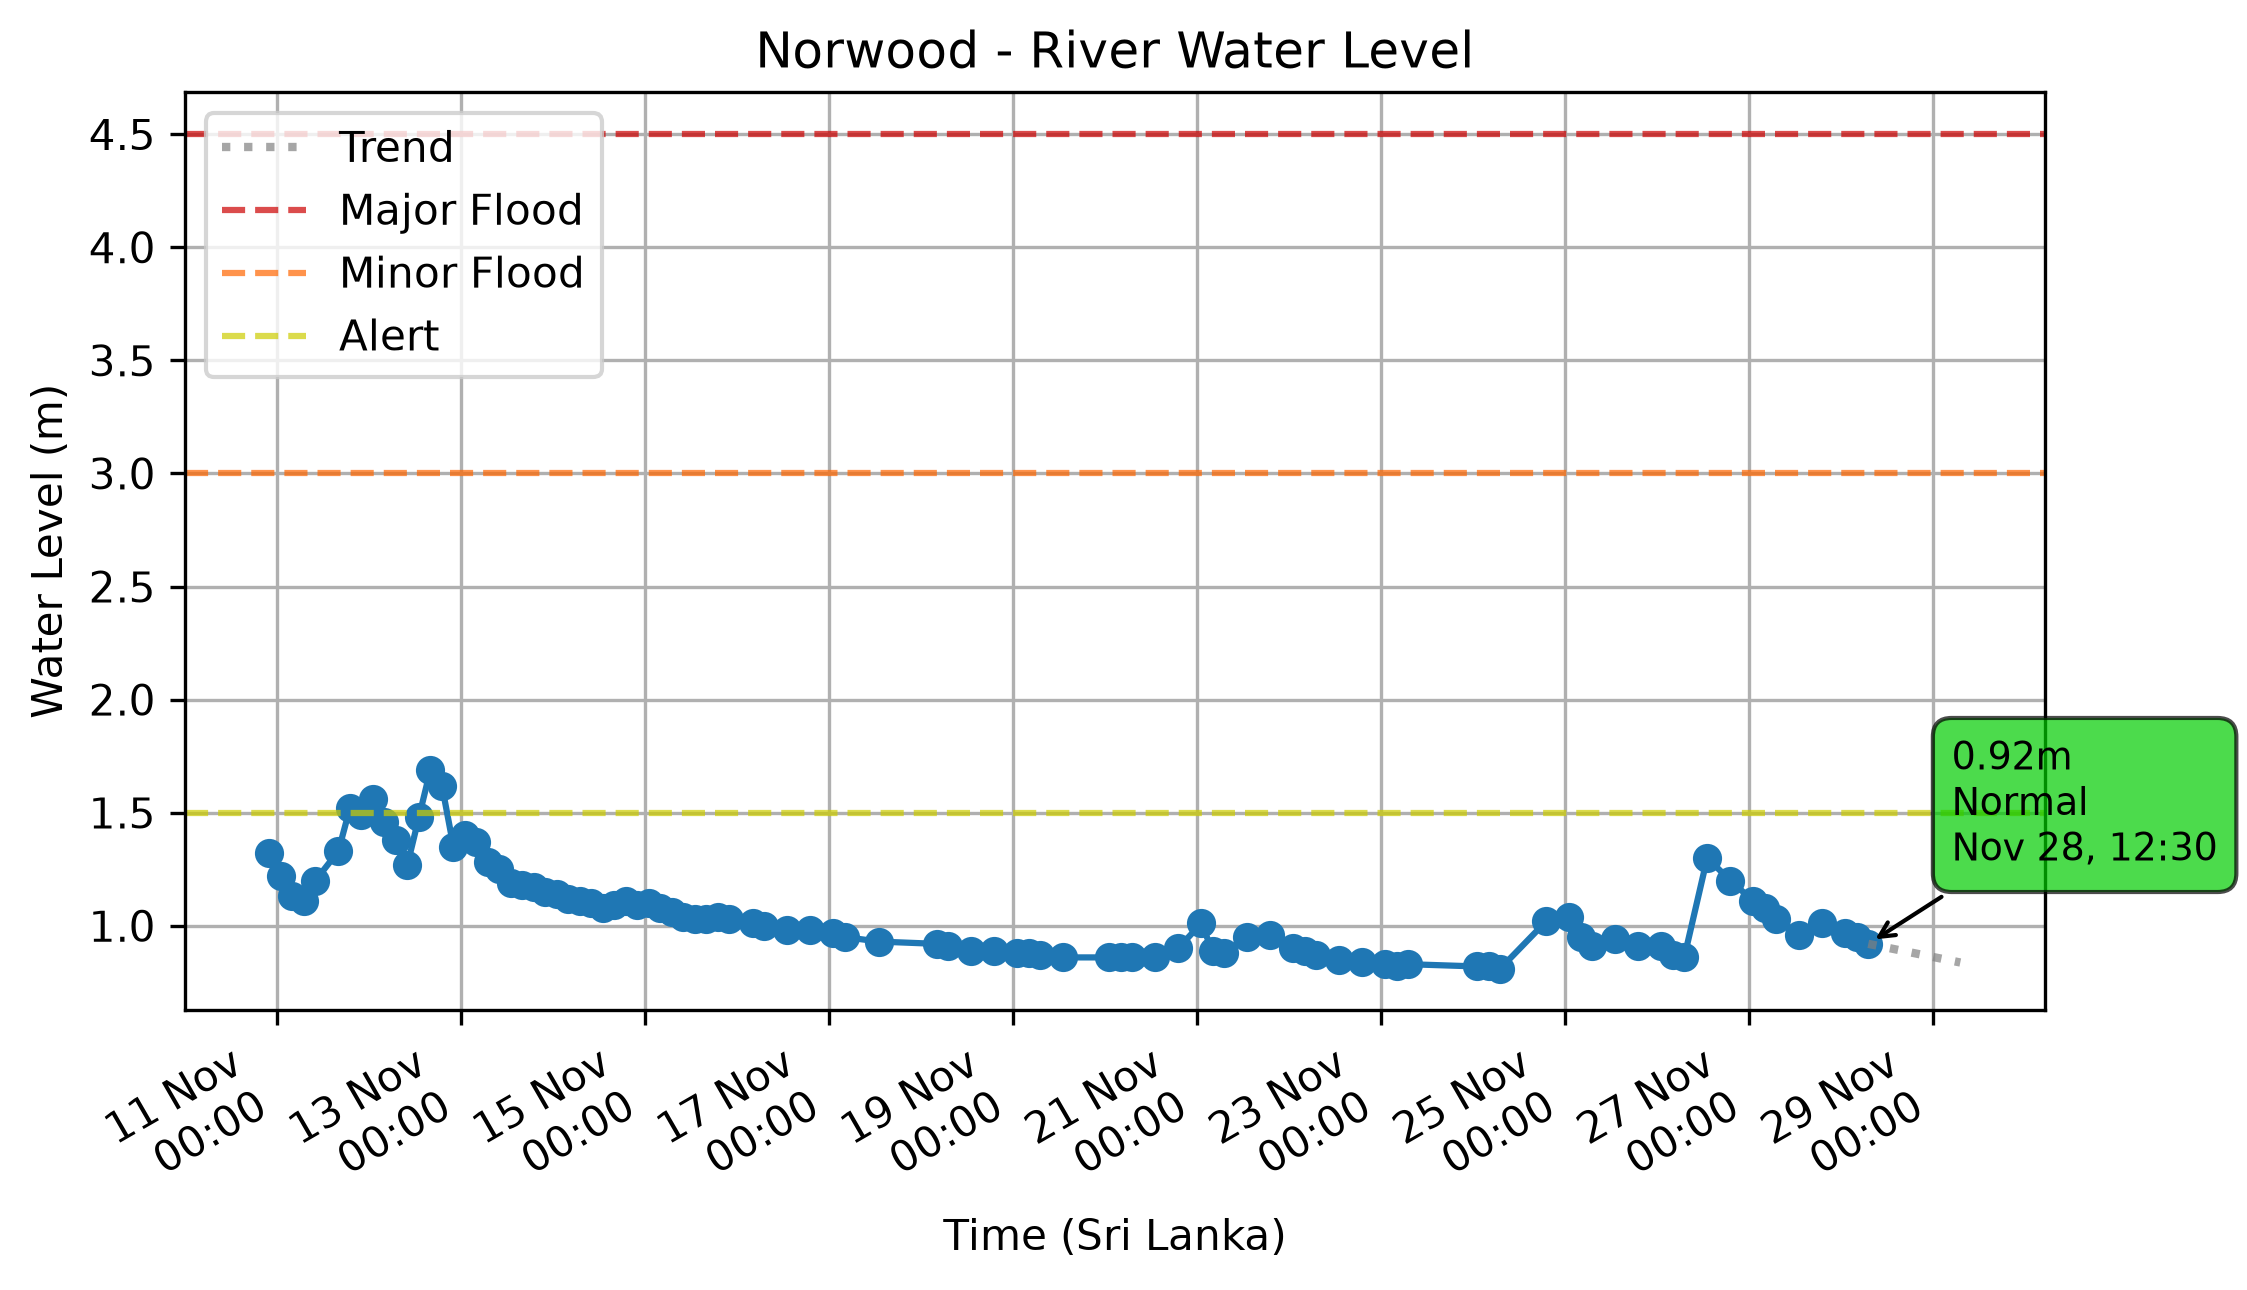 Norwood - River Water Level
Trend
Major Flood
Minor Flood
Alert
4.5
4.0
3.5
3.0
2.5
2.0
1.5
1.0
Water Level (m)
0.92m
Normal
Nov 28, 12:30
11 Nov
00:00
13 Nov
00:00
15 Nov
00:00
17 Nov
00:00
19 Nov
00:00
21 Nov
00:00
23 Nov
00:00
25 Nov
00:00
27 Nov
00:00
29 Nov
00:00
Time (Sri Lanka)